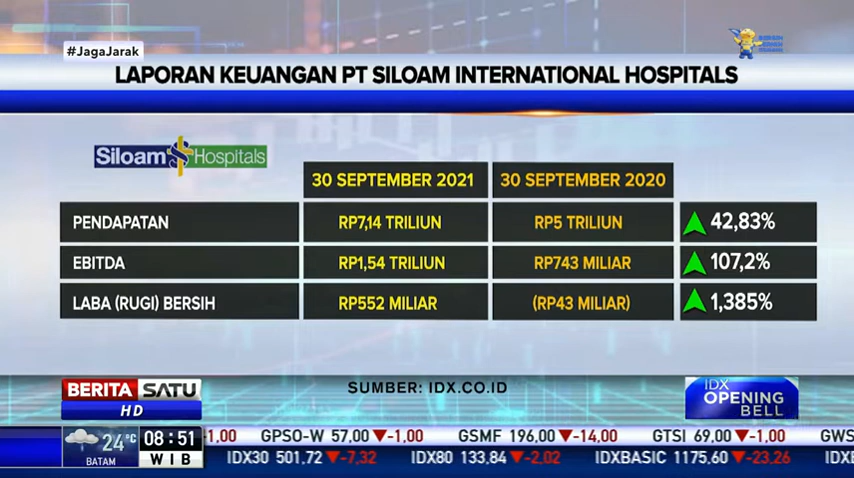 #JagaJarak
LAPORAN KEUANGAN PT SILOAM INTERNATIONAL HOSPITALS
Siloam Hospitals
30 SEPTEMBER 2021 30 SEPTEMBER 2020
PENDAPATAN RP7,14 TRILIUN RP5 TRILIUN 42,83%
EBITDA RP1,54 TRILIUN RP743 MILIAR 107,2%
LABA (RUGI) BERSIH RP552 MILIAR (RP43 MILIAR) 1,385%
BERITA SATU
HD
SUMBER: IDX.CO.ID
IDX
OPENING
BELL
24°C
BATAM
08:51
WIB
-1,00 GPSO-W 57,00 -1,00 GSMF 196,00 -14,00 GTSI 69,00 -1,00 GWS
IDX30 501,72 -7,32 IDX80 133,84 -2,02 IDXBASIC 1175,60 -23,26 IDXE